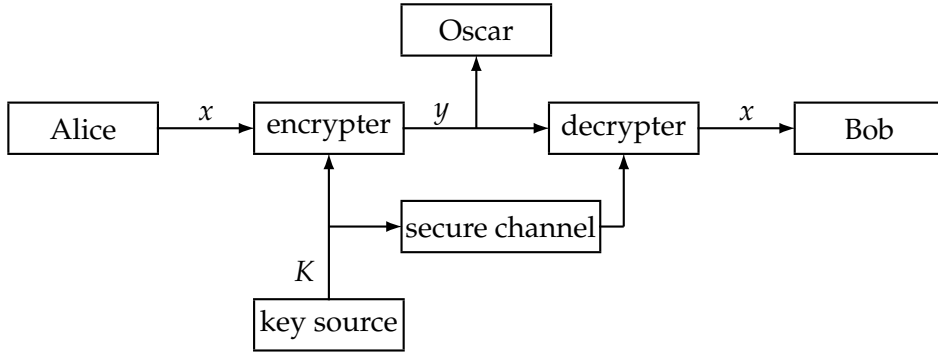 Oscar
Alice
x
encrypter
y
decrypter
x
Bob
secure channel
K
key source